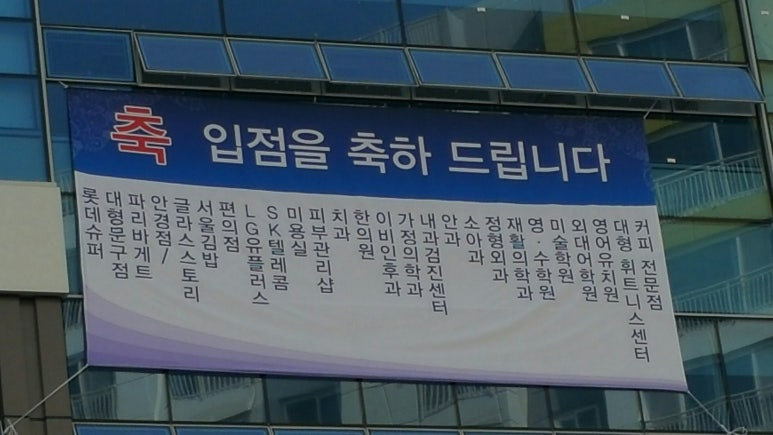 축 입점을 축하 드립니다
롯데슈퍼
대형문구점
파리바게트
안경점/
글라스스토리
서울김밥
편의점
LG유플러스
SK텔레콤
미용실
피부관리샵
치과
한의원
이비인후과
가정의학과
내과검진센터
안과
소아과
정형외과
재활의학과
영·수학원
미술학원
외대어학원
영어유치원
대형 휘트니스센터
커피 전문점